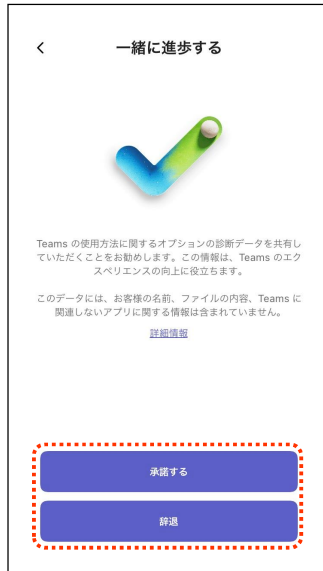 一緒に進歩する
Teams の使用方法に関するオプションの診断データを共有し
ていただくことをお勧めします。この情報は、Teams のエク
スペリエンスの向上に役立ちます。
このデータには、お客様の名前、ファイルの内容、Teams に
関連しないアプリに関する情報は含まれていません。
詳細情報
承諾する
辞退